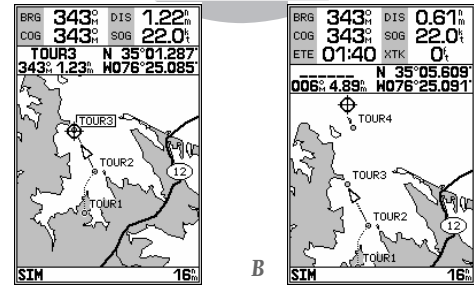 BRG 343°M DIS 1.22nm
COG 343°M SOG 22.0kt
TOUR3 N 35°01.287'
343°M 1.23nm W076°25.085'
TOUR3
TOUR2
12
TOUR1
SIM 16nm
B
BRG 343°M DIS 0.61nm
COG 343°M SOG 22.0kt
ETE 01:40 XTK 0ft
______ N 35°05.609'
006°M 4.89nm W076°25.091'
TOUR4
TOUR3
TOUR2
12
TOUR1
SIM 16nm